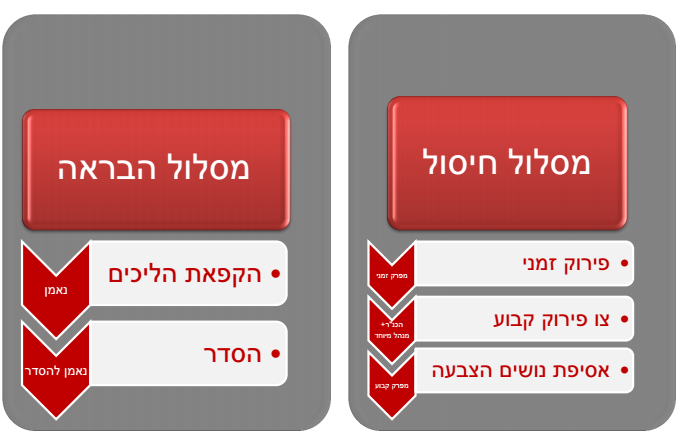 מסלול חיסול
פירוק זמני
מפרק זמני
צו פירוק קבוע
הכנ"ר+
מנהל מיוחד
אסיפת נושים הצבעה
מפרק קבוע
מסלול הבראה
הקפאת הליכים
נאמן
הסדר
נאמן להסדר